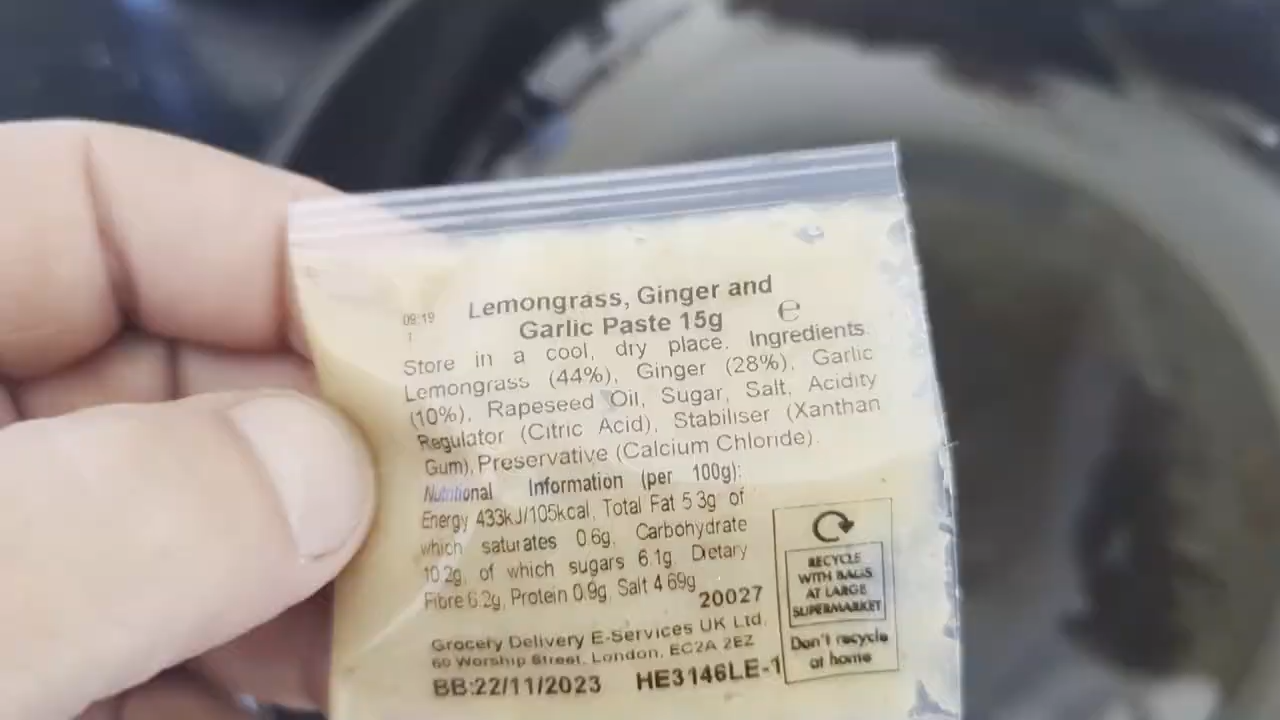 Lemongrass, Ginger and
09:19
Garlic Paste 15g ℮
Store in a cool, dry place. Ingredients:
Lemongrass (44%), Ginger (28%), Garlic
(10%), Rapeseed Oil, Sugar, Salt, Acidity
Regulator (Citric Acid), Stabiliser (Xanthan
Gum), Preservative (Calcium Chloride).
Nutritional Information (per 100g):
Energy 433kJ/105kcal, Total Fat 5.3g of
which saturates 0.6g, Carbohydrate
10.2g, of which sugars 6.1g, Dietary
Fibre 6.2g, Protein 0.9g, Salt 4.69g
20027
Grocery Delivery E-Services UK Ltd.
60 Worship Street, London, EC2A 2EZ
BB:22/11/2023 HE3146LE-1
RECYCLE
WITH BAGS
AT LARGE
SUPERMARKET
Don't recycle
at home